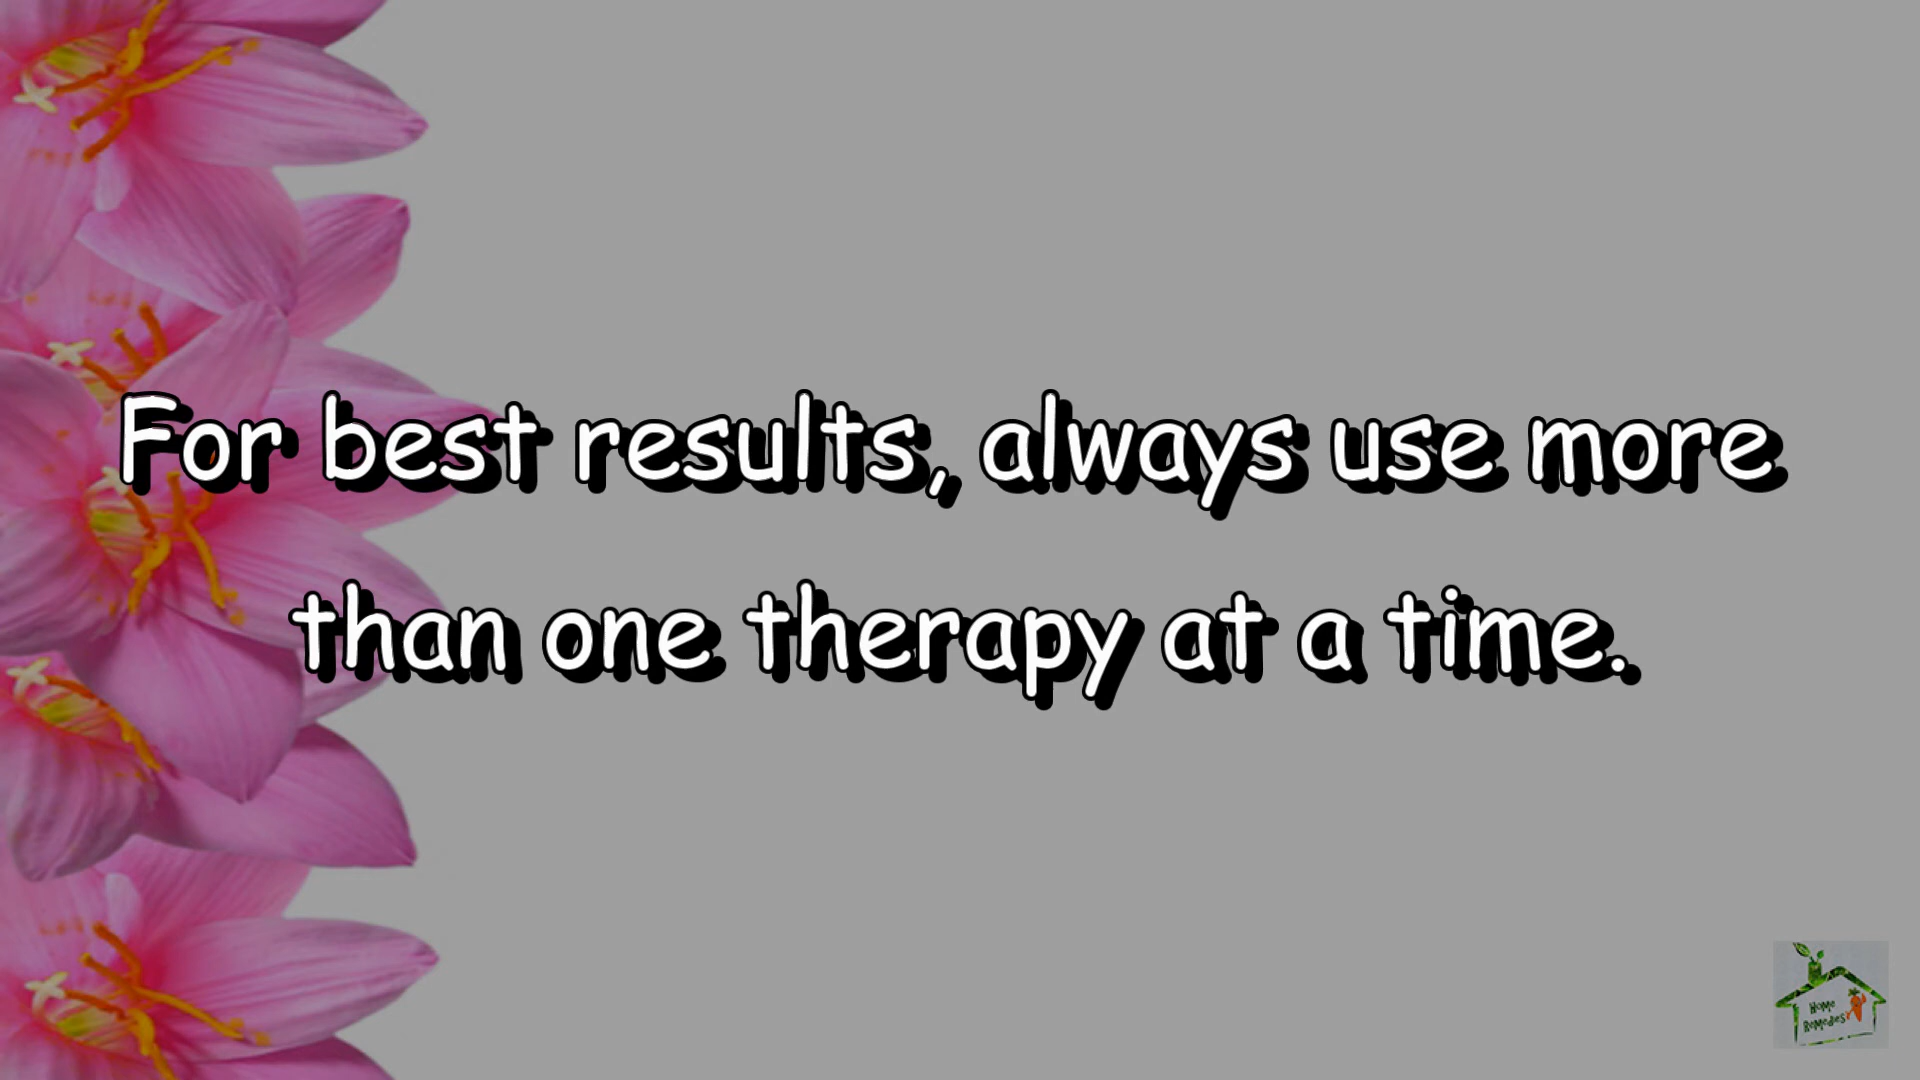 For best results, always use more
than one therapy at a time.
Home
Remedies